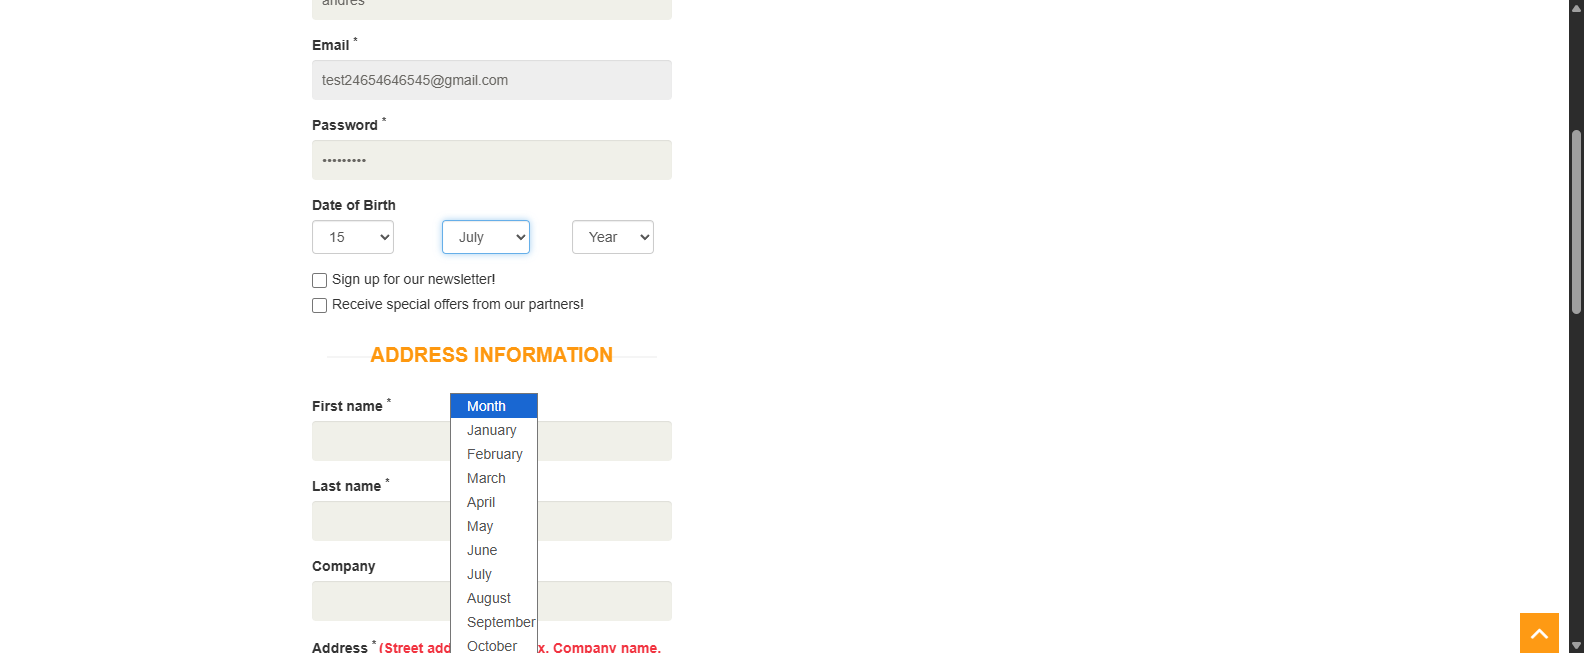 andres
Email *
test24654646545@gmail.com
Password *
•••••••••
Date of Birth
15 July Year
Sign up for our newsletter!
Receive special offers from our partners!
ADDRESS INFORMATION
First name *
Month
January
February
March
April
May
June
July
August
September
October
Last name *
Company
Address * (Street add x, Company name,